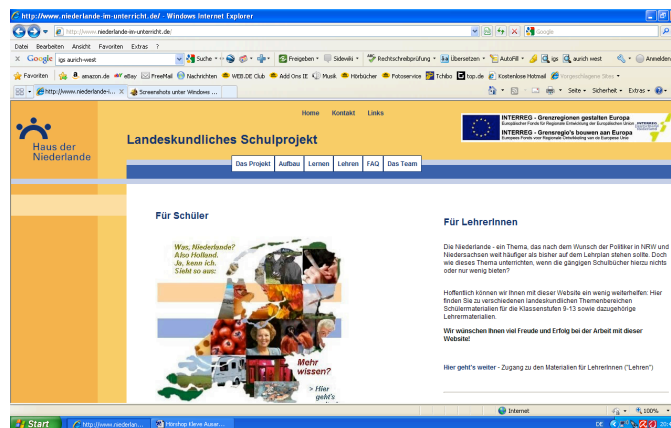 http://www.niederlande-im-unterricht.de/ - Windows Internet Explorer
http://www.niederlande-im-unterricht.de/
Google
Datei Bearbeiten Ansicht Favoriten Extras ?
Google igs aurich-west Suche Freigeben Sidewiki Rechtschreibprüfung Übersetzen AutoFill igs aurich west Anmelden
Favoriten amazon.de eBay FreeMail Nachrichten WEB.DE Club Add Ons IE Musik Hörbücher Fotoservice Tchibo top.de Kostenlose Hotmail Vorgeschlagene Sites
http://www.niederlande-i... X Screenshots unter Windows ... Seite Sicherheit Extras
Home Kontakt Links
Haus der
Niederlande
Landeskundliches Schulprojekt
INTERREG - Grenzregionen gestalten Europa
Europäischer Fonds für Regionale Entwicklung der Europäischen Union
INTERREG - Grensregio's bouwen aan Europa
Europees Fonds voor Regionale Ontwikkeling van de Europese Unie
Das Projekt Aufbau Lernen Lehren FAQ Das Team
Für Schüler
Was, Niederlande?
Also Holland.
Ja, kenn ich.
Sieht so aus:
Mehr
wissen?
> Hier
geht's
Für LehrerInnen
Die Niederlande - ein Thema, das nach dem Wunsch der Politiker in NRW und
Niedersachsen weit häufiger als bisher auf dem Lehrplan stehen sollte. Doch
wie dieses Thema unterrichten, wenn die gängigen Schulbücher hierzu nichts
oder nur wenig bieten?
Hoffentlich können wir Ihnen mit dieser Website ein wenig weiterhelfen: Hier
finden Sie zu verschiedenen landeskundlichen Themenbereichen
Schülermaterialien für die Klassenstufen 9-13 sowie dazugehörige
Lehrermaterialien.
Wir wünschen Ihnen viel Freude und Erfolg bei der Arbeit mit dieser
Website!
Hier geht's weiter - Zugang zu den Materialien für LehrerInnen ("Lehren")
Internet 100%
Start http://www.niederlan... Hörshop Kleve Auser... DE